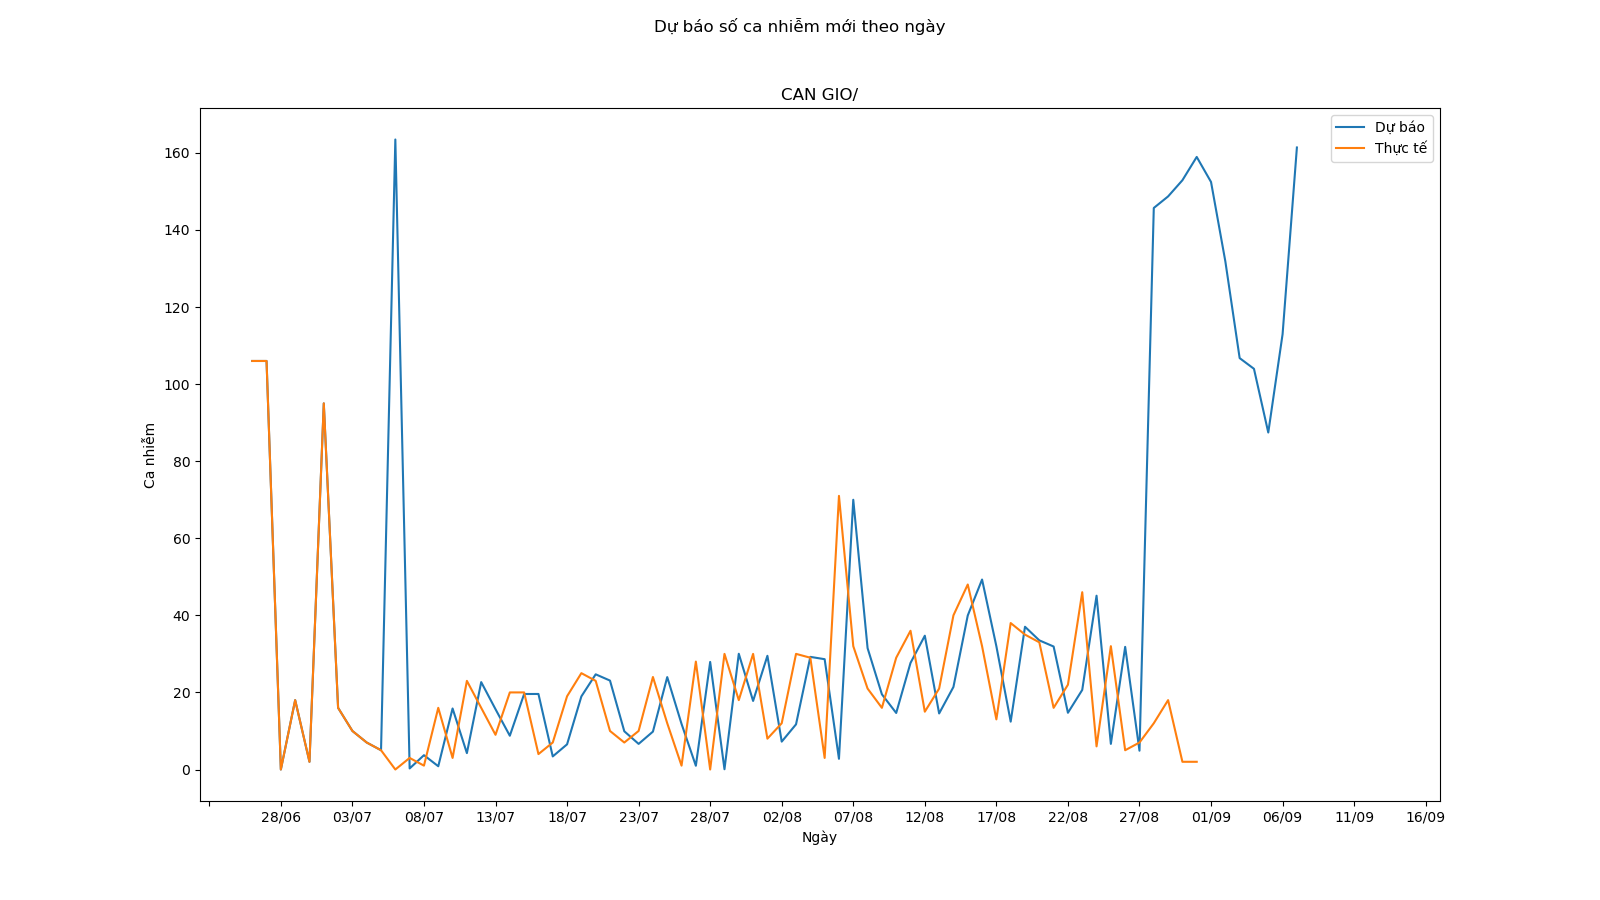 Dự báo số ca nhiễm mới theo ngày
CAN GIO/
Dự báo
Thực tế
160
140
120
100
80
60
40
20
0
Ca nhiễm
28/06 03/07 08/07 13/07 18/07 23/07 28/07 02/08 07/08 12/08 17/08 22/08 27/08 01/09 06/09 11/09 16/09
Ngày